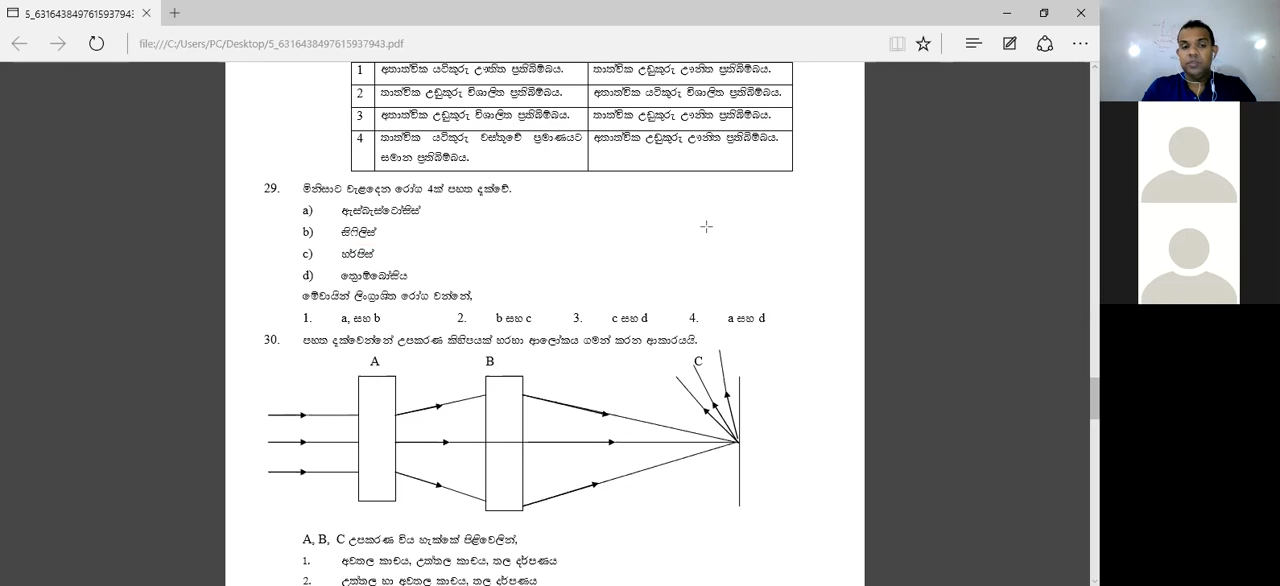 5_6316438497615937943
file:///C:/Users/PC/Desktop/5_6316438497615937943.pdf
1 අතාත්වික යටිකුරු ඌනිත ප්‍රතිබිම්බය. තාත්වික උඩුකුරු ඌනිත ප්‍රතිබිම්බය.
2 තාත්වික උඩුකුරු විශාලිත ප්‍රතිබිම්බය. අතාත්වික යටිකුරු විශාලිත ප්‍රතිබිම්බය.
3 අතාත්වික උඩුකුරු විශාලිත ප්‍රතිබිම්බය. තාත්වික උඩුකුරු ඌනිත ප්‍රතිබිම්බය.
4 තාත්වික යටිකුරු වස්තුවේ ප්‍රමාණයට අතාත්වික උඩුකුරු ඌනිත ප්‍රතිබිම්බය.
සමාන ප්‍රතිබිම්බය.
29. මිනිසාට වැළදෙන රෝග 4ක් පහත දැක්වේ.
a) ඇස්බැස්ටෝසිස්
b) සිෆිලිස්
c) හර්පිස්
d) ත්‍රොම්බෝසිය
මේවායින් ලිංගාශ්‍රිත රෝග වන්නේ,
1. a, සහ b 2. b සහ c 3. c සහ d 4. a සහ d
30. පහත දැක්වෙන්නේ උපකරණ කිහිපයක් හරහා ආලෝකය ගමන් කරන ආකාරයයි.
A B C
A, B, C උපකරණ විය හැක්කේ පිළිවෙලින්,
1. අවතල කාචය, උත්තල කාචය, තල දර්පණය
2. උත්තල හා අවතල කාචය, තල දර්පණය